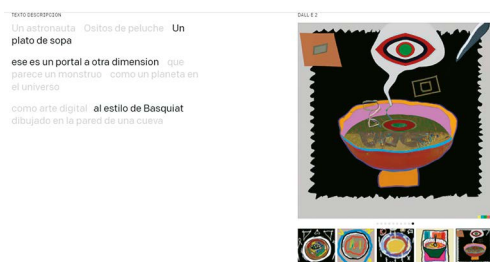 TEXTO DESCRIPCIÓN
DALL·E 2
Un astronauta Ositos de peluche Un
plato de sopa
ese es un portal a otra dimension que
parece un monstruo como un planeta en
el universo
como arte digital al estilo de Basquiat
dibujado en la pared de una cueva